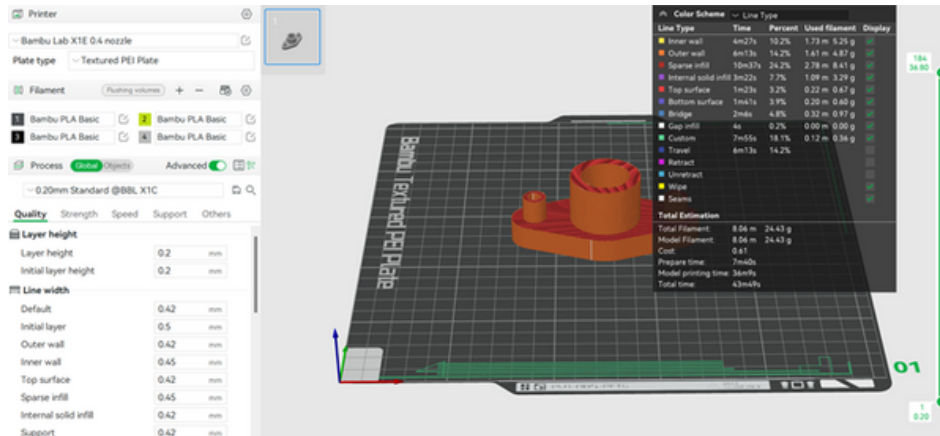 Printer
Bambu Lab X1E 0.4 nozzle
Plate type Textured PEI Plate
Filament Flushing volumes + −
1 Bambu PLA Basic 2 Bambu PLA Basic
3 Bambu PLA Basic 4 Bambu PLA Basic
Process Global Objects Advanced
0.20mm Standard @BBL X1C
Quality Strength Speed Support Others
Layer height
Layer height 0.2 mm
Initial layer height 0.2 mm
Line width
Default 0.42 mm
Initial layer 0.5 mm
Outer wall 0.42 mm
Inner wall 0.45 mm
Top surface 0.42 mm
Sparse infill 0.45 mm
Internal solid infill 0.42 mm
Support 0.42 mm
1
Bambu Textured PEI Plate
Color Scheme Line Type
Line Type Time Percent Used filament Display
Inner wall 4m27s 10.2% 1.73 m 5.25 g
Outer wall 6m13s 14.2% 1.61 m 4.87 g
Sparse infill 10m37s 24.2% 2.78 m 8.41 g
Internal solid infill 3m22s 7.7% 1.09 m 3.29 g
Top surface 1m23s 3.2% 0.22 m 0.67 g
Bottom surface 1m41s 3.9% 0.20 m 0.60 g
Bridge 2m6s 4.8% 0.32 m 0.97 g
Gap infill 4s 0.2% 0.00 m 0.00 g
Custom 7m55s 18.1% 0.12 m 0.36 g
Travel 6m13s 14.2%
Retract
Unretract
Wipe
Seams
Total Estimation
Total Filament: 8.06 m 24.43 g
Model Filament: 8.06 m 24.43 g
Cost: 0.61
Prepare time: 7m40s
Model printing time: 36m9s
Total time: 43m49s
184
36.80
01
1
0.20